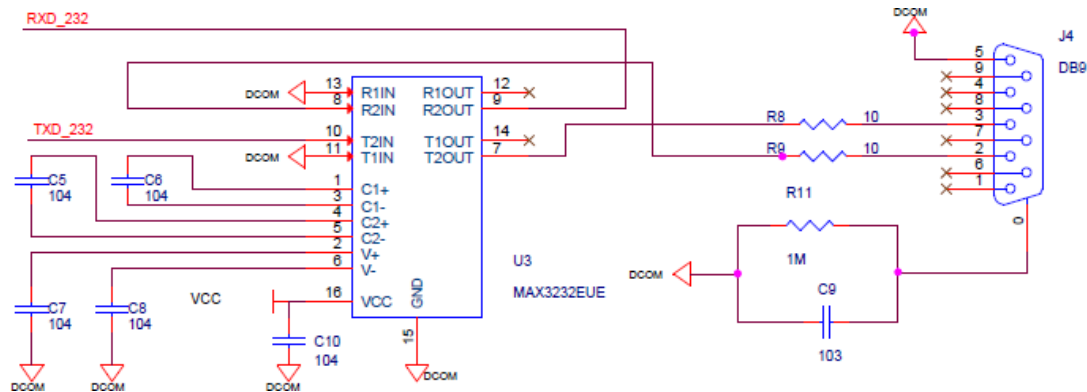 RXD_232
DCOM
J4
DB9
5
9
4
8
3
7
2
6
1
0
DCOM
13
8
R1IN
R2IN
R1OUT
R2OUT
12
9
TXD_232
10
11
DCOM
T2IN
T1IN
T1OUT
T2OUT
14
7
R8
10
R9
10
C5
104
C6
104
1
3
4
5
2
6
C1+
C1-
C2+
C2-
V+
V-
U3
MAX3232EUE
R11
1M
DCOM
C9
103
C7
104
C8
104
VCC
16
VCC
GND
15
C10
104
DCOM
DCOM
DCOM
DCOM